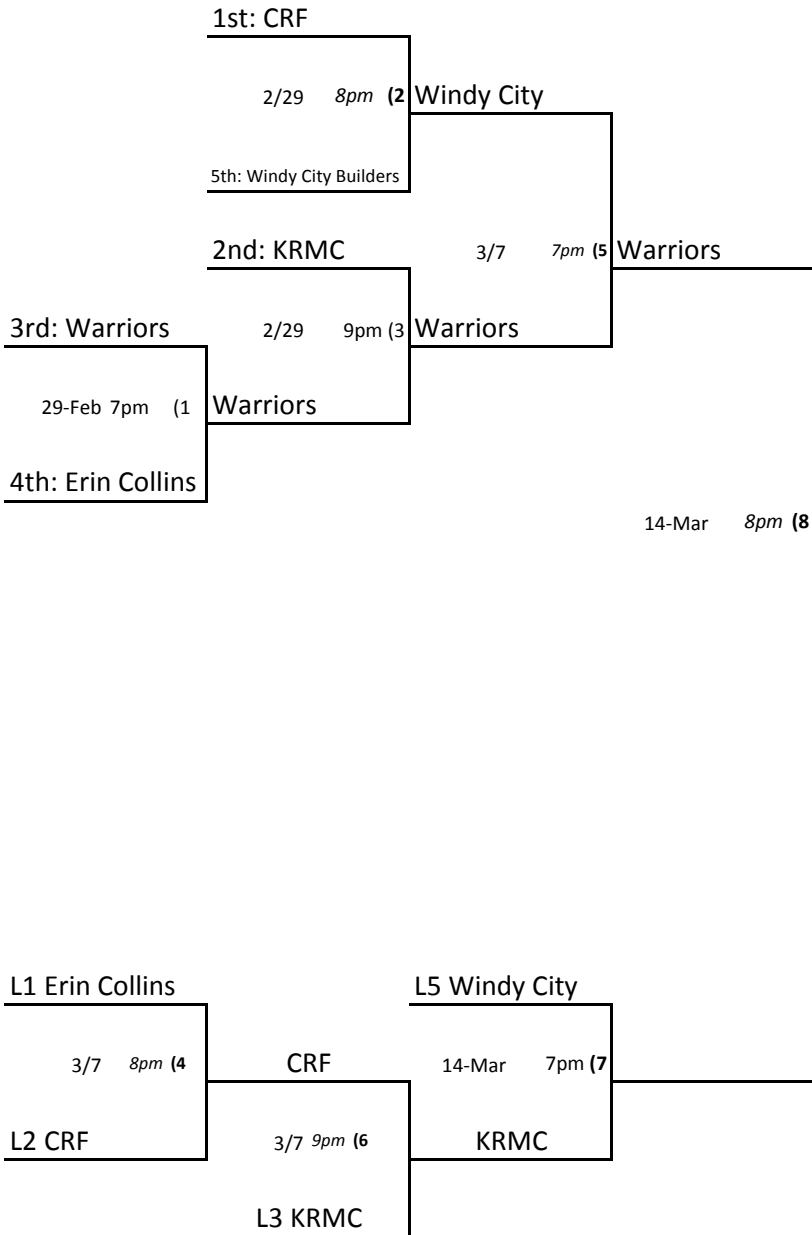 1st: CRF
2/29 8pm (2 Windy City
5th: Windy City Builders
2nd: KRMC 3/7 7pm (5 Warriors
3rd: Warriors 2/29 9pm (3 Warriors
29-Feb 7pm (1 Warriors
4th: Erin Collins
14-Mar 8pm (8
L1 Erin Collins L5 Windy City
3/7 8pm (4 CRF 14-Mar 7pm (7
L2 CRF 3/7 9pm (6 KRMC
L3 KRMC